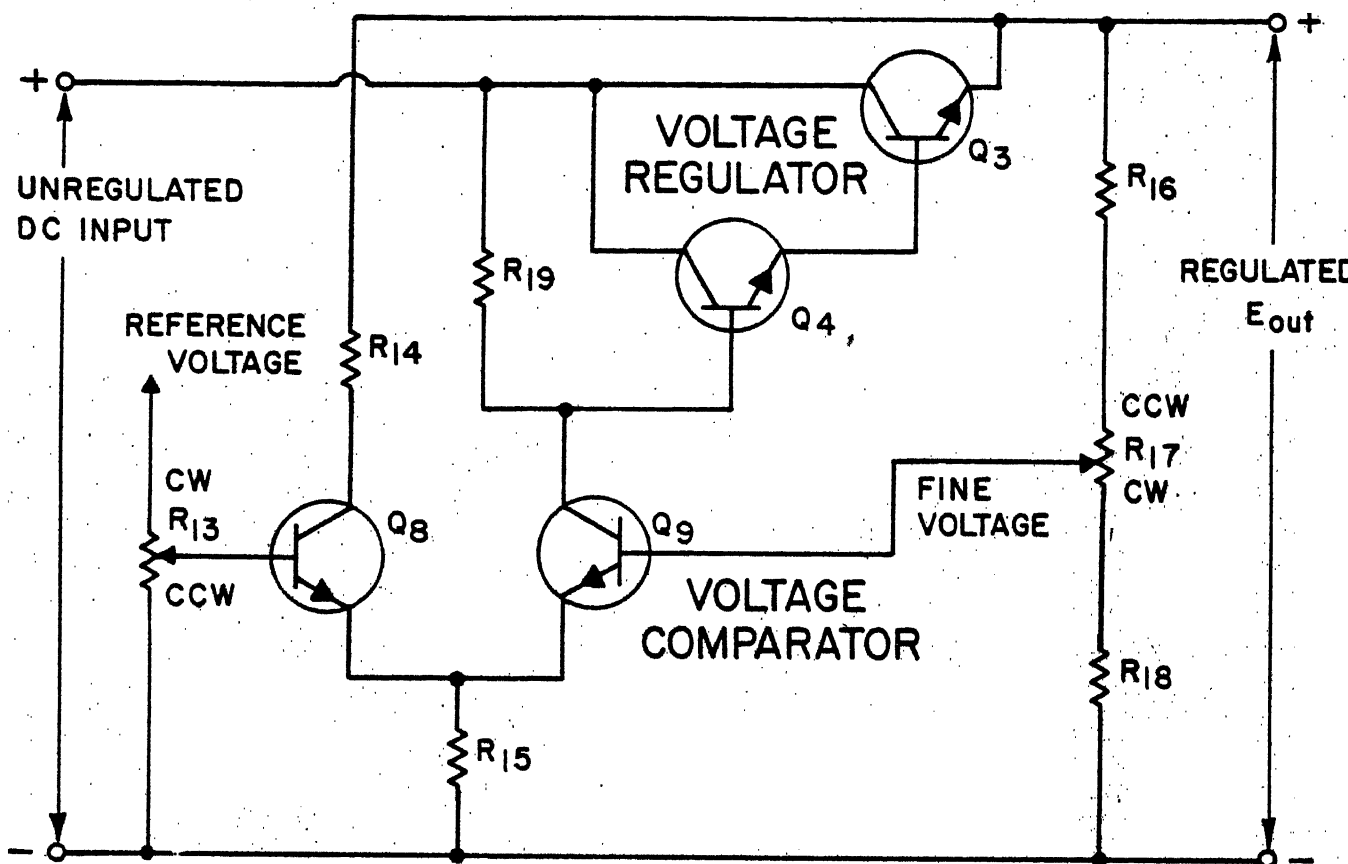 +
+
VOLTAGE
REGULATOR
Q3
UNREGULATED
DC INPUT
R16
R19
REGULATED
Eout
Q4
REFERENCE
VOLTAGE
R14
CCW
R17
CW
CW
R13
CCW
Q8
Q9
FINE
VOLTAGE
VOLTAGE
COMPARATOR
R18
R15
-
-